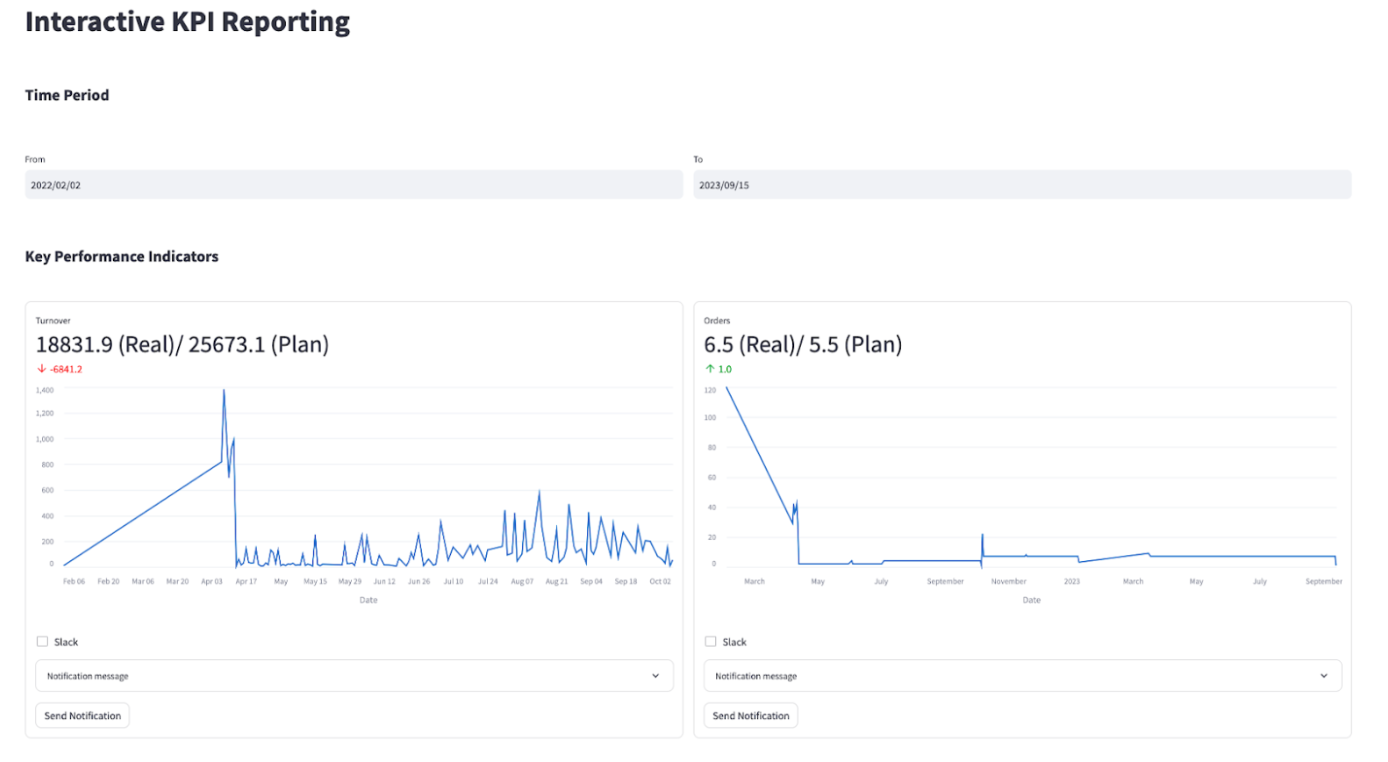 Interactive KPI Reporting
Time Period
From
To
2022/02/02
2023/09/15
Key Performance Indicators
Turnover
18831.9 (Real)/ 25673.1 (Plan)
-6841.2
1,400
1,200
1,000
800
600
400
200
0
Feb 06 Feb 20 Mar 06 Mar 20 Apr 03 Apr 17 May May 15 May 29 Jun 12 Jun 26 Jul 10 Jul 24 Aug 07 Aug 21 Sep 04 Sep 18 Oct 02
Date
Slack
Notification message
Send Notification
Orders
6.5 (Real)/ 5.5 (Plan)
1.0
120
100
80
60
40
20
0
March May July September November 2023 March May July September
Date
Slack
Notification message
Send Notification